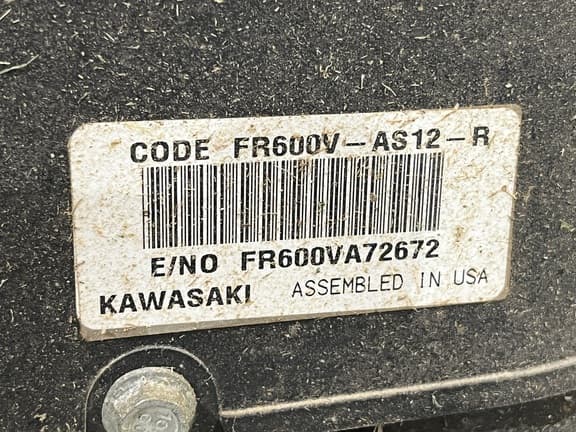 CODE FR600V-AS12-R
E/NO FR600VA72672
KAWASAKI ASSEMBLED IN USA